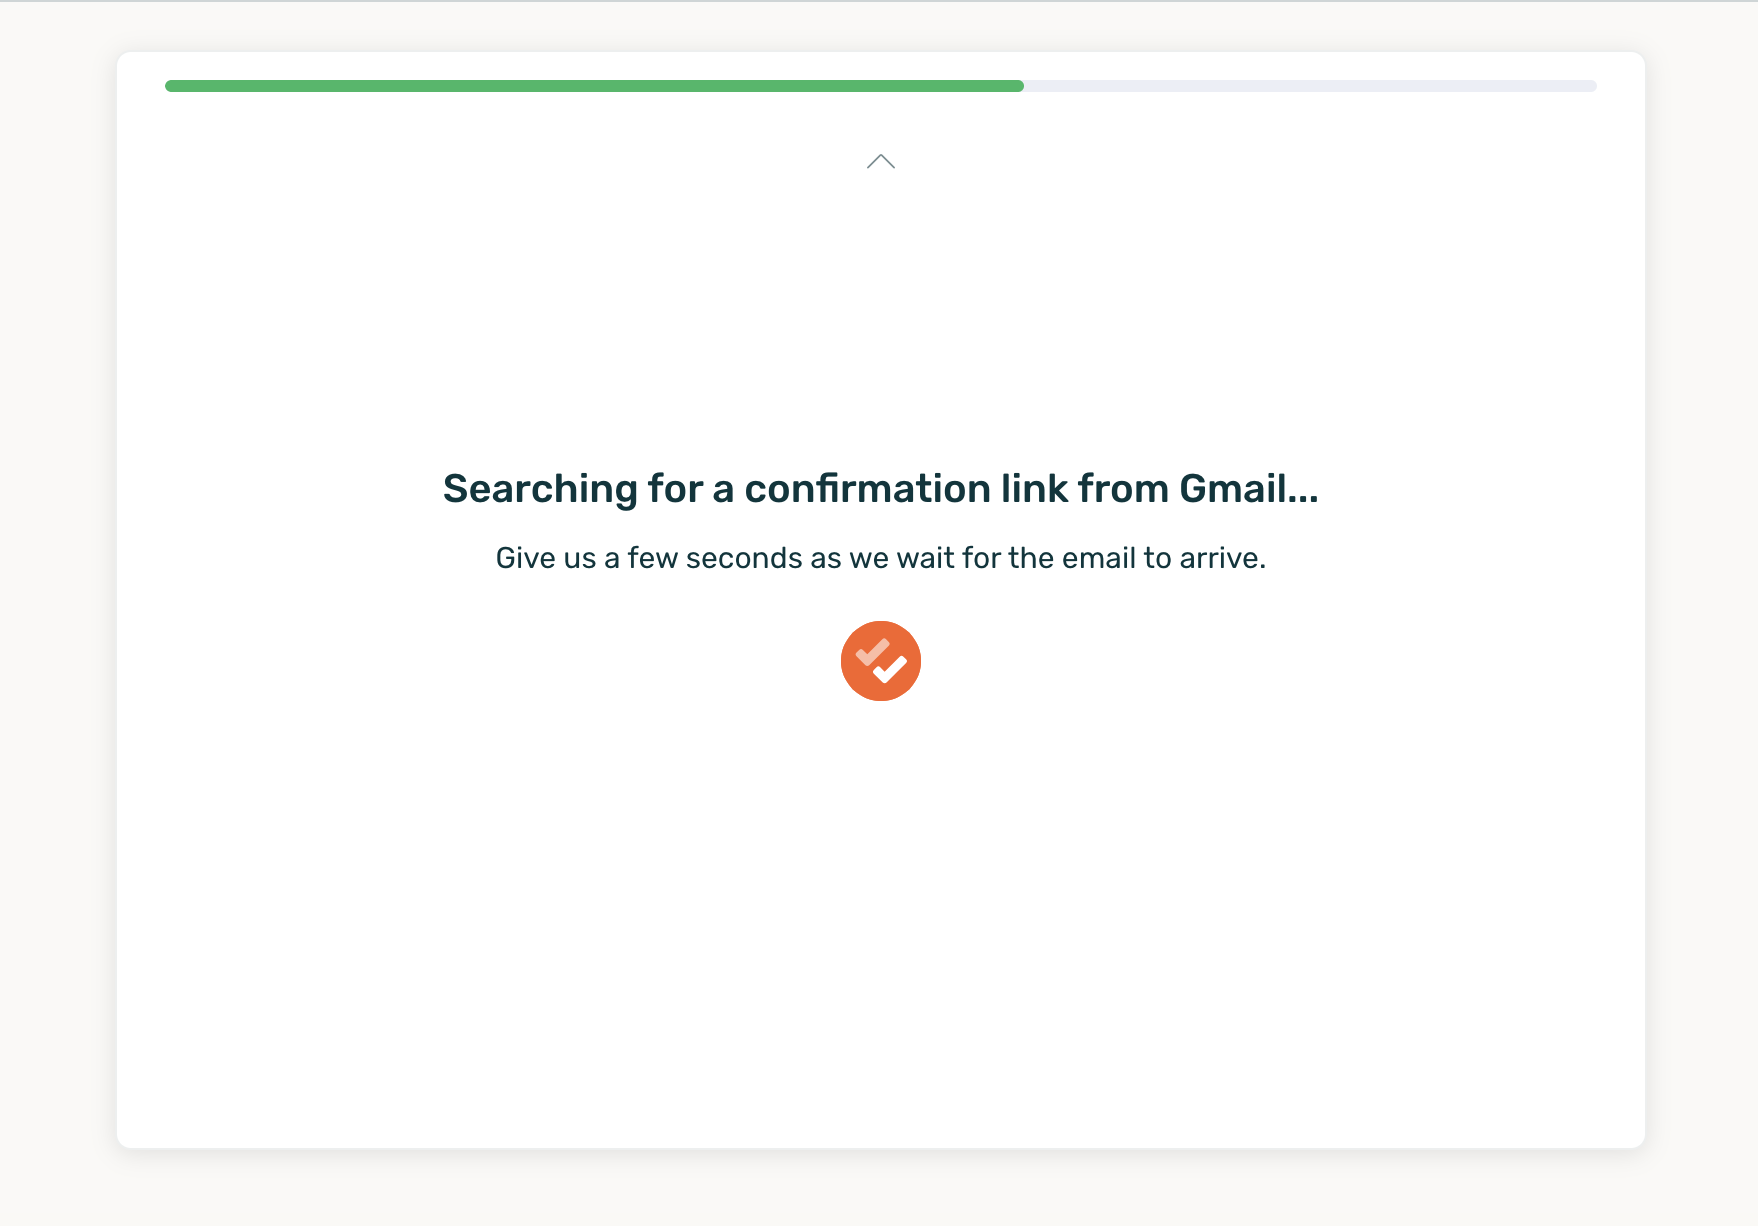 Searching for a confirmation link from Gmail...
Give us a few seconds as we wait for the email to arrive.